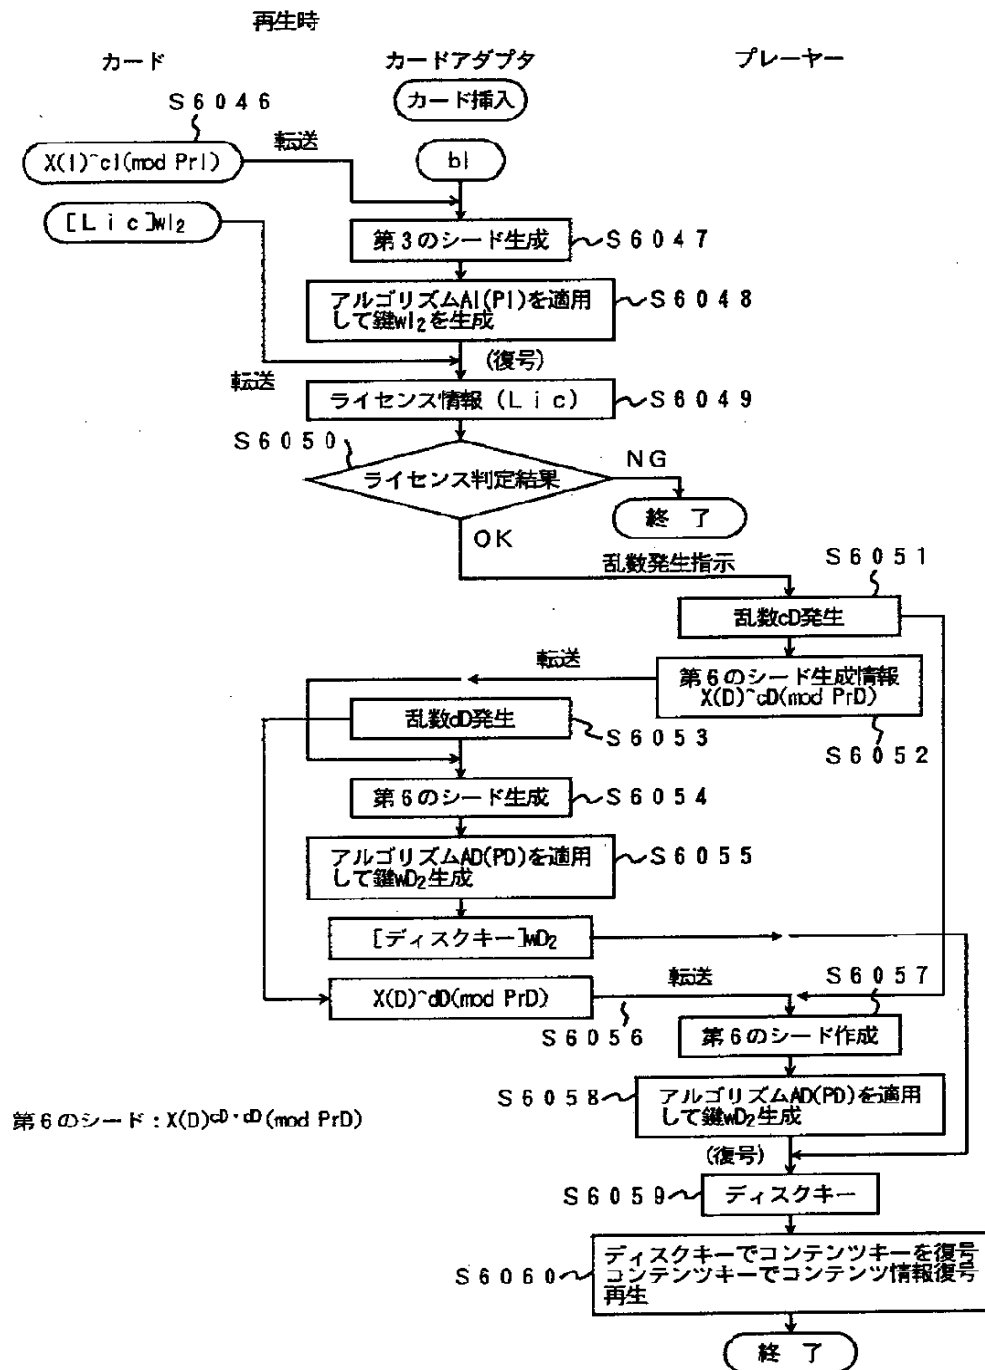 再生時
カード
カードアダプタ
プレーヤー
カード挿入
S6046
転送
X(I)^cI(mod PrI)
bI
[Lic]wI₂
第3のシード生成
S6047
アルゴリズムAI(PI)を適用
して鍵wI₂を生成
S6048
(復号)
転送
ライセンス情報(Lic)
S6049
S6050
ライセンス判定結果
NG
終 了
OK
乱数発生指示
S6051
乱数cD発生
転送
第6のシード生成情報
X(D)^cD(mod PrD)
乱数dD発生
S6053
S6052
第6のシード生成
S6054
アルゴリズムAD(PD)を適用
して鍵wD₂生成
S6055
[ディスクキー]wD₂
転送
S6057
X(D)^dD(mod PrD)
S6056
第6のシード作成
S6058
アルゴリズムAD(PD)を適用
して鍵wD₂生成
第6のシード:X(D)^cD・dD(mod PrD)
(復号)
S6059
ディスクキー
S6060
ディスクキーでコンテンツキーを復号
コンテンツキーでコンテンツ情報復号
再生
終 了